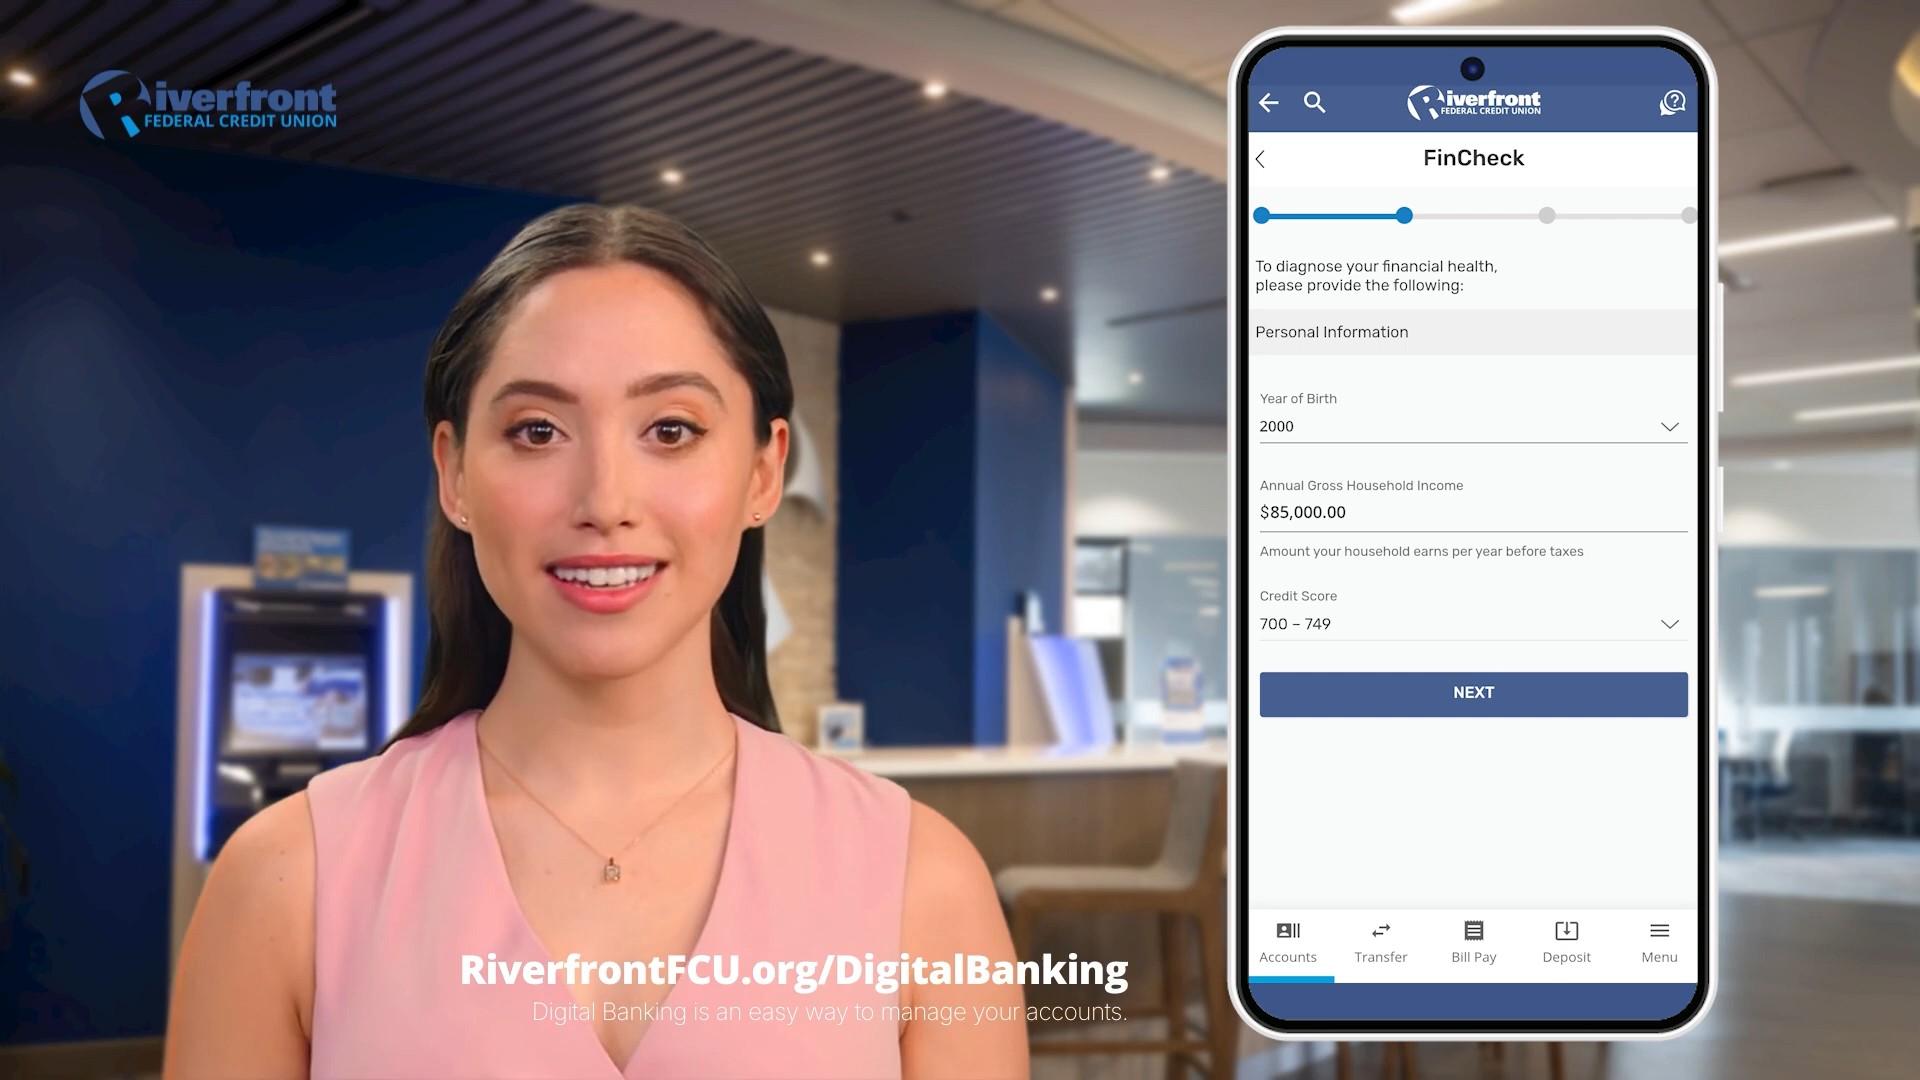 Riverfront
FEDERAL CREDIT UNION
Riverfront
FEDERAL CREDIT UNION
FinCheck
To diagnose your financial health,
please provide the following:
Personal Information
Year of Birth
2000
Annual Gross Household Income
$85,000.00
Amount your household earns per year before taxes
Credit Score
700 – 749
NEXT
Accounts
Transfer
Bill Pay
Deposit
Menu
RiverfrontFCU.org/DigitalBanking
Digital Banking is an easy way to manage your accounts.